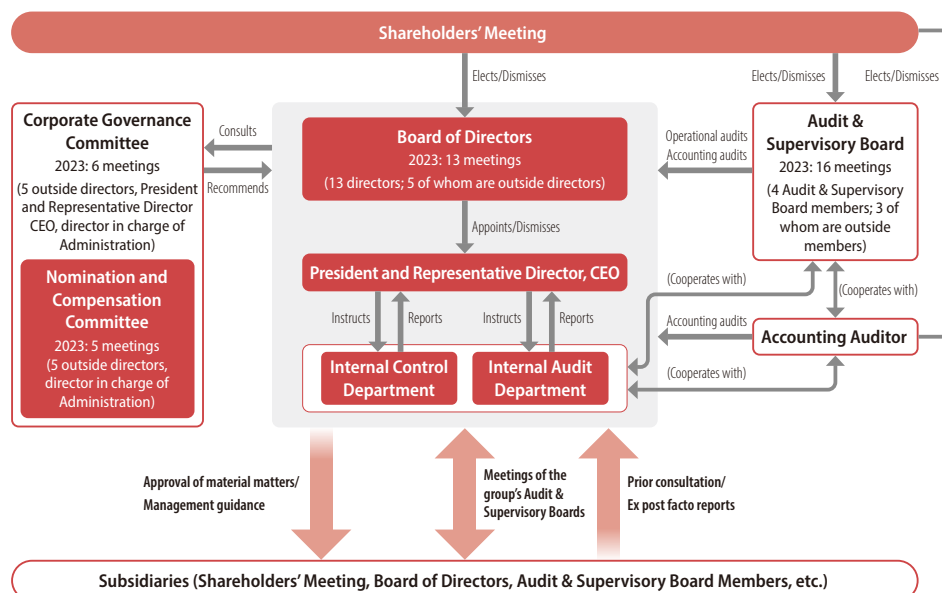 Shareholders' Meeting
Elects/Dismisses
Elects/Dismisses
Elects/Dismisses
Corporate Governance
Committee
2023: 6 meetings
(5 outside directors, President
and Representative Director
CEO, director in charge of
Administration)
Nomination and
Compensation
Committee
2023: 5 meetings
(5 outside directors,
director in charge of
Administration)
Consults
Recommends
Board of Directors
2023: 13 meetings
(13 directors; 5 of whom are outside directors)
Operational audits
Accounting audits
Audit &
Supervisory Board
2023: 16 meetings
(4 Audit & Supervisory
Board members; 3 of
whom are outside
members)
Appoints/Dismisses
President and Representative Director, CEO
(Cooperates with)
(Cooperates with)
Instructs
Reports
Instructs
Reports
Accounting audits
Accounting Auditor
Internal Control
Department
Internal Audit
Department
(Cooperates with)
Approval of material matters/
Management guidance
Meetings of the
group's Audit &
Supervisory Boards
Prior consultation/
Ex post facto reports
Subsidiaries (Shareholders' Meeting, Board of Directors, Audit & Supervisory Board Members, etc.)